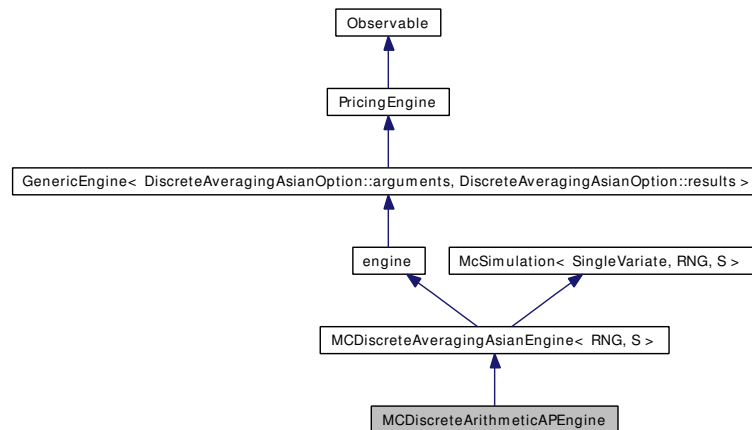 Observable
PricingEngine
GenericEngine< DiscreteAveragingAsianOption::arguments, DiscreteAveragingAsianOption::results >
engine
McSimulation< SingleVariate, RNG, S >
MCDiscreteAveragingAsianEngine< RNG, S >
MCDiscreteArithmeticAPEngine